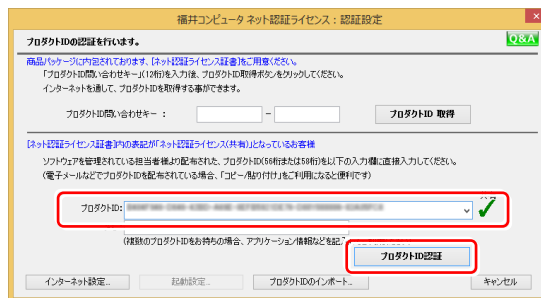 福井コンピュータ ネット認証ライセンス：認証設定
プロダクトIDの認証を行います。
Q&A
商品パッケージに内包されております、[ネット認証ライセンス証書]をご用意ください。
「プロダクトID問い合わせキー」(12桁)を入力後、プロダクトID取得ボタンをクリックしてください。
インターネットを通して、プロダクトIDを取得する事ができます。
プロダクトID問い合わせキー：
－
プロダクトID 取得
[ネット認証ライセンス証書]内の表記が「ネット認証ライセンス(共有)」となっているお客様
ソフトウェアを管理されている担当者様より配布された、プロダクトID(56桁または58桁)を以下の入力欄に直接入力してください。
(電子メールなどでプロダクトIDを配布されている場合、「コピー/貼り付け」をご利用になると便利です)
プロダクトID:
(複数のプロダクトIDをお持ちの場合、アプリケーション情報などを記入
プロダクトID認証
インターネット設定...
起動設定...
プロダクトIDのインポート...
キャンセル